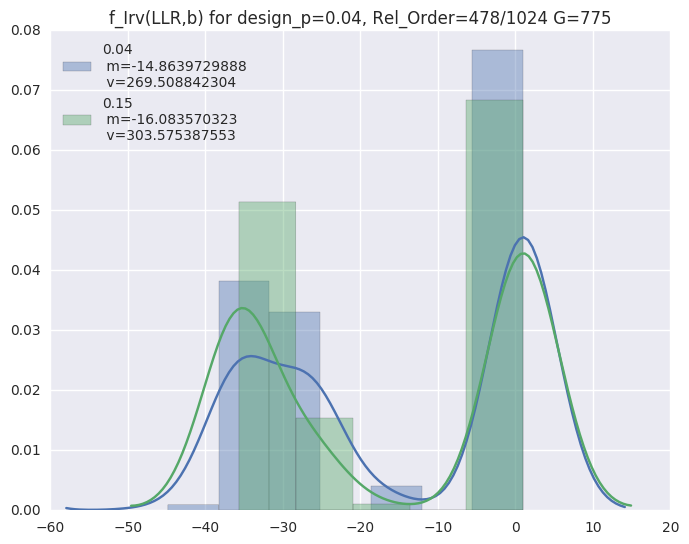 f_Irv(LLR,b) for design_p=0.04, Rel_Order=478/1024 G=775
0.04
m=-14.8639729888
v=269.508842304
0.15
m=-16.083570323
v=303.575387553
0.08
0.07
0.06
0.05
0.04
0.03
0.02
0.01
0.00
−60 −50 −40 −30 −20 −10 0 10 20